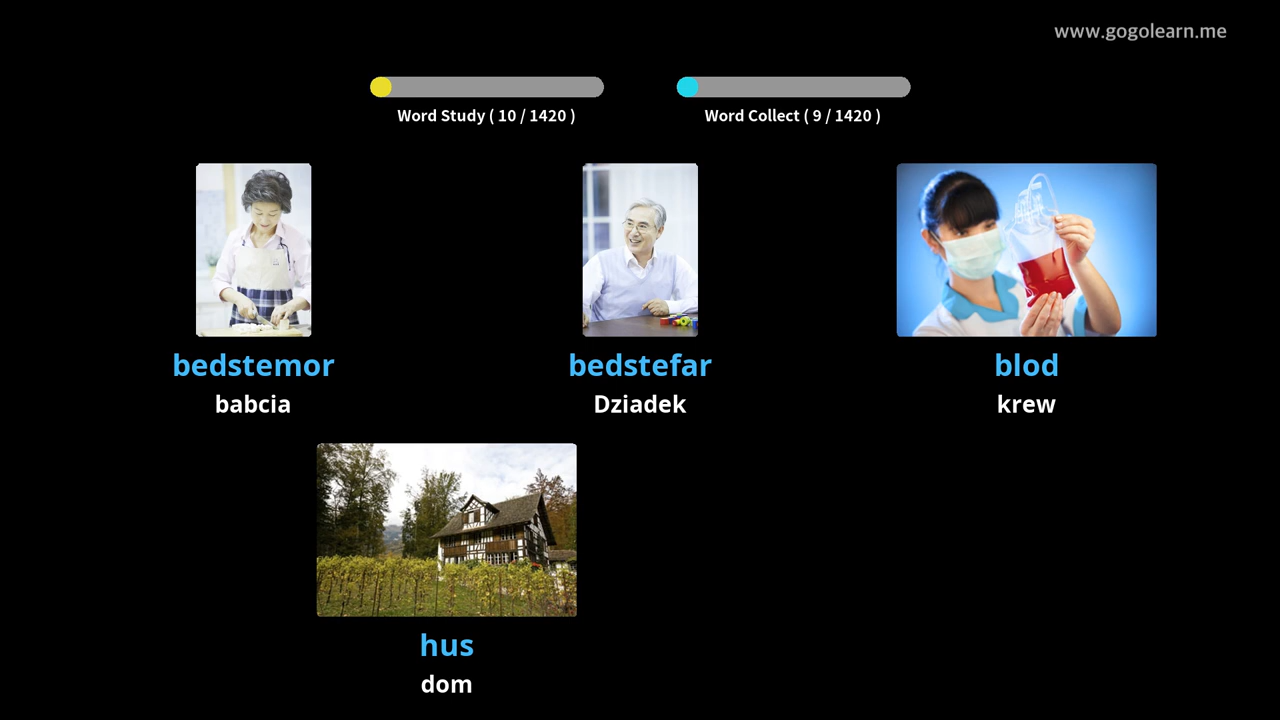 www.gogolearn.me
Word Study ( 10 / 1420 )
Word Collect ( 9 / 1420 )
bedstemor
babcia
bedstefar
Dziadek
blod
krew
hus
dom